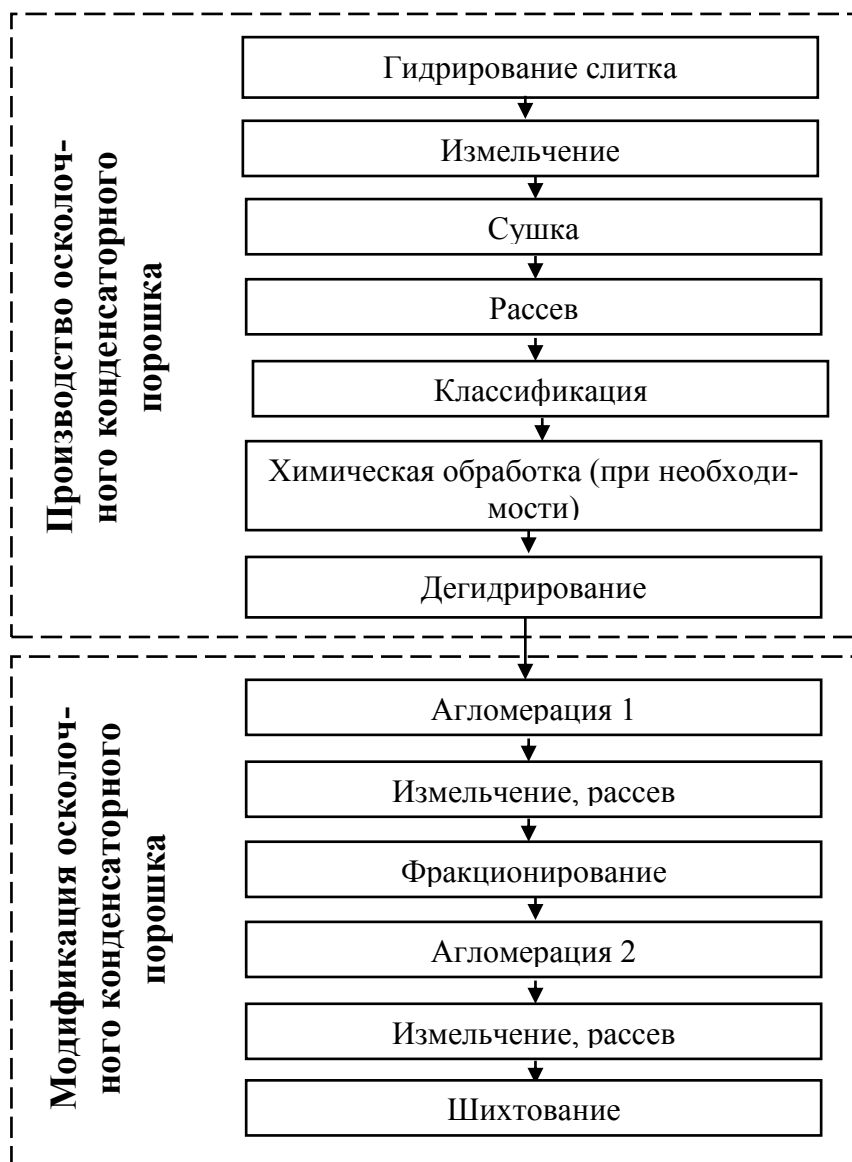 Производство осколоч-
ного конденсаторного
порошка
Гидрирование слитка
Измельчение
Сушка
Рассев
Классификация
Химическая обработка (при необходи-
мости)
Дегидрирование
Модификация осколоч-
ного конденсаторного
порошка
Агломерация 1
Измельчение, рассев
Фракционирование
Агломерация 2
Измельчение, рассев
Шихтование